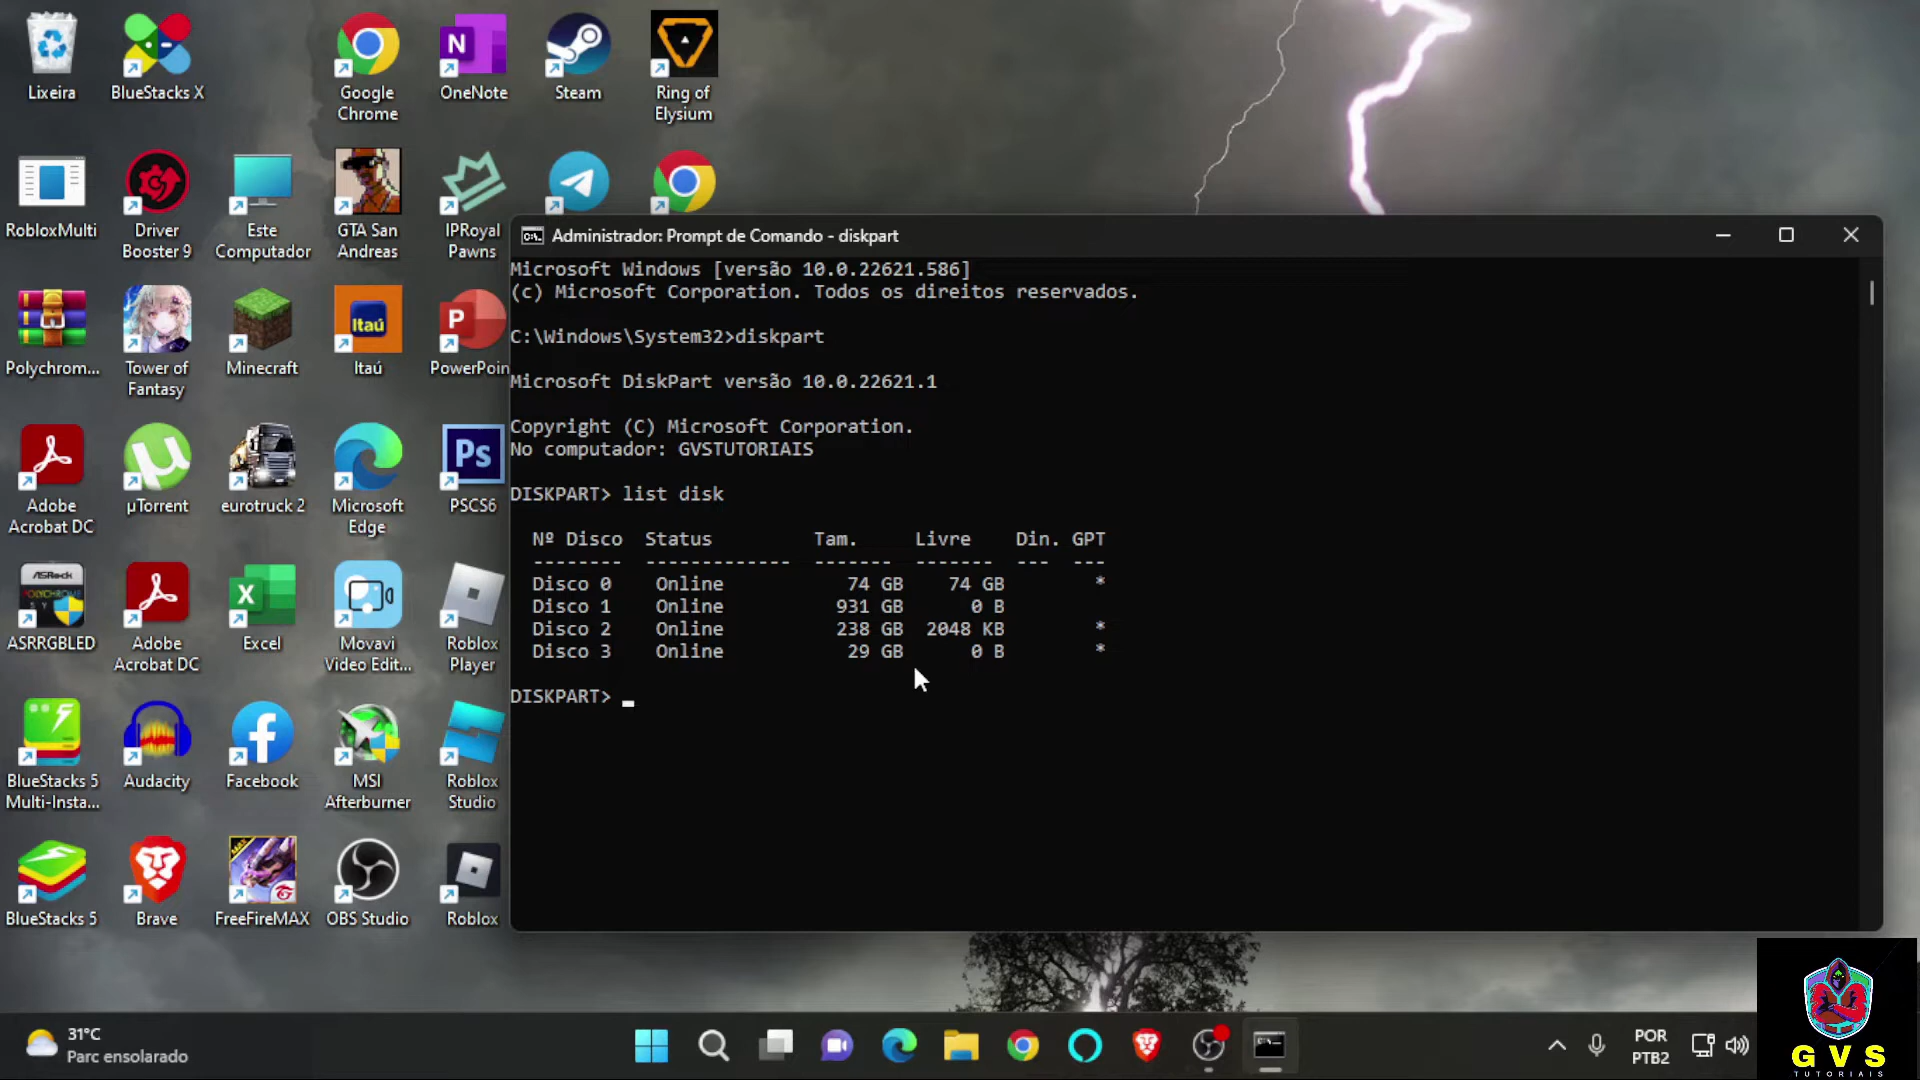 Lixeira
BlueStacks X
Google
Chrome
OneNote
Steam
Ring of
Elysium
RobloxMulti
Driver
Booster 9
Este
Computador
GTA San
Andreas
IPRoyal
Pawns
Polychrom...
Tower of
Fantasy
Minecraft
Itaú
Itaú
PowerPoin
Adobe
Acrobat DC
µTorrent
eurotruck 2
Microsoft
Edge
Ps
PSCS6
ASRock
POLYCHROME
ASRRGBLED
Adobe
Acrobat DC
Excel
Movavi
Video Edit...
Roblox
Player
BlueStacks 5
Multi-Insta...
Audacity
Facebook
MSI
Afterburner
Roblox
Studio
BlueStacks 5
Brave
MAX
FreeFireMAX
OBS Studio
Roblox
Administrador: Prompt de Comando - diskpart
Microsoft Windows [versão 10.0.22621.586]
(c) Microsoft Corporation. Todos os direitos reservados.
C:\Windows\System32>diskpart
Microsoft DiskPart versão 10.0.22621.1
Copyright (C) Microsoft Corporation.
No computador: GVSTUTORIAIS
DISKPART> list disk
Nº Disco Status Tam. Livre Din. GPT
-------- ------------- ------- ------- --- ---
Disco 0 Online 74 GB 74 GB *
Disco 1 Online 931 GB 0 B
Disco 2 Online 238 GB 2048 KB *
Disco 3 Online 29 GB 0 B *
DISKPART> _
31°C
Parc ensolarado
POR
PTB2
GVS
TUTORIAIS